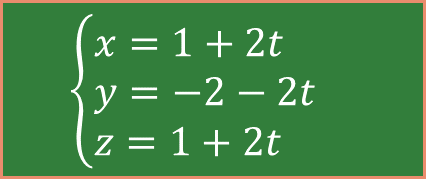 x = 1 + 2t
y = −2 − 2t
z = 1 + 2t